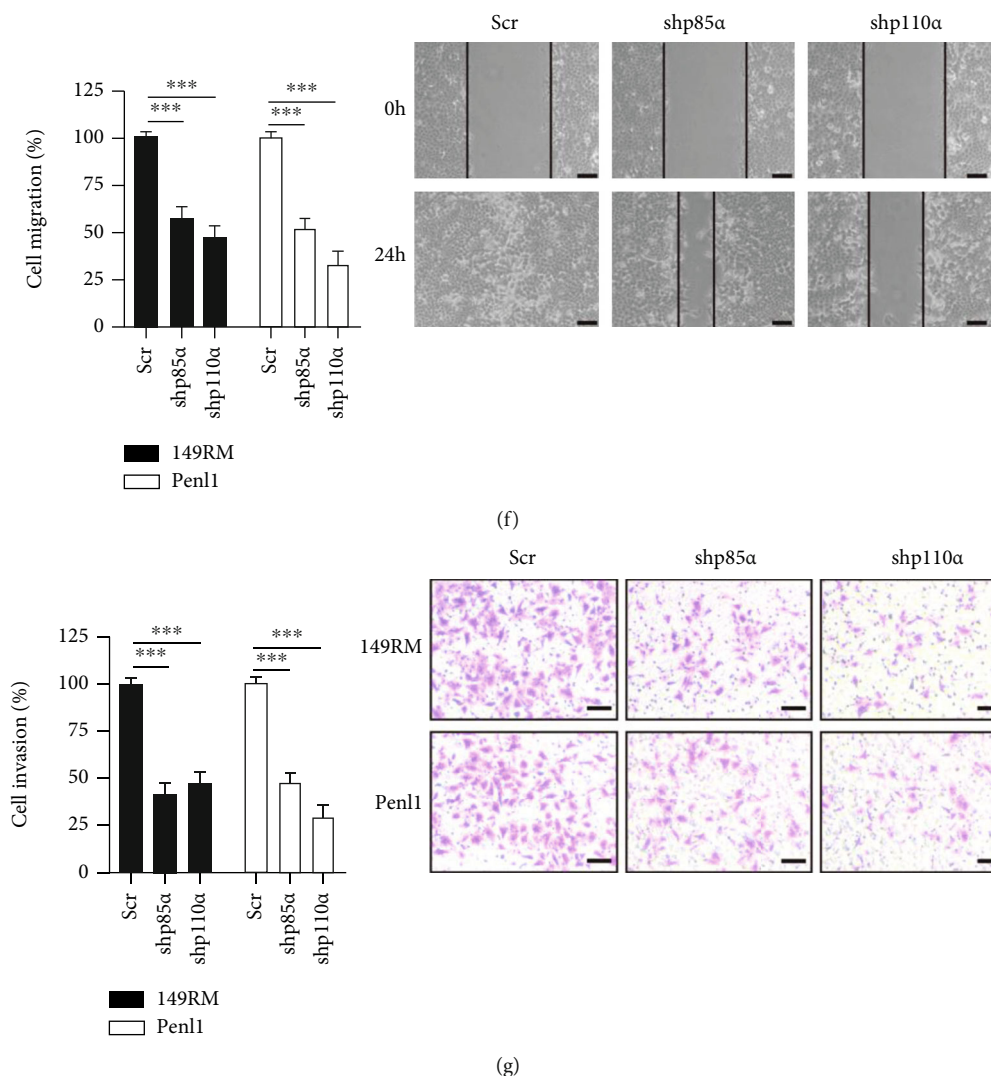 Scr shp85α shp110α
125
100
75
50
25
0
Cell migration (%)
***
***
***
***
Scr
shp85α
shp110α
Scr
shp85α
shp110α
149RM
Penl1
0h
24h
(f)
Scr shp85α shp110α
125
100
75
50
25
0
Cell invasion (%)
***
***
***
***
Scr
shp85α
shp110α
Scr
shp85α
shp110α
149RM
Penl1
149RM
Penl1
(g)